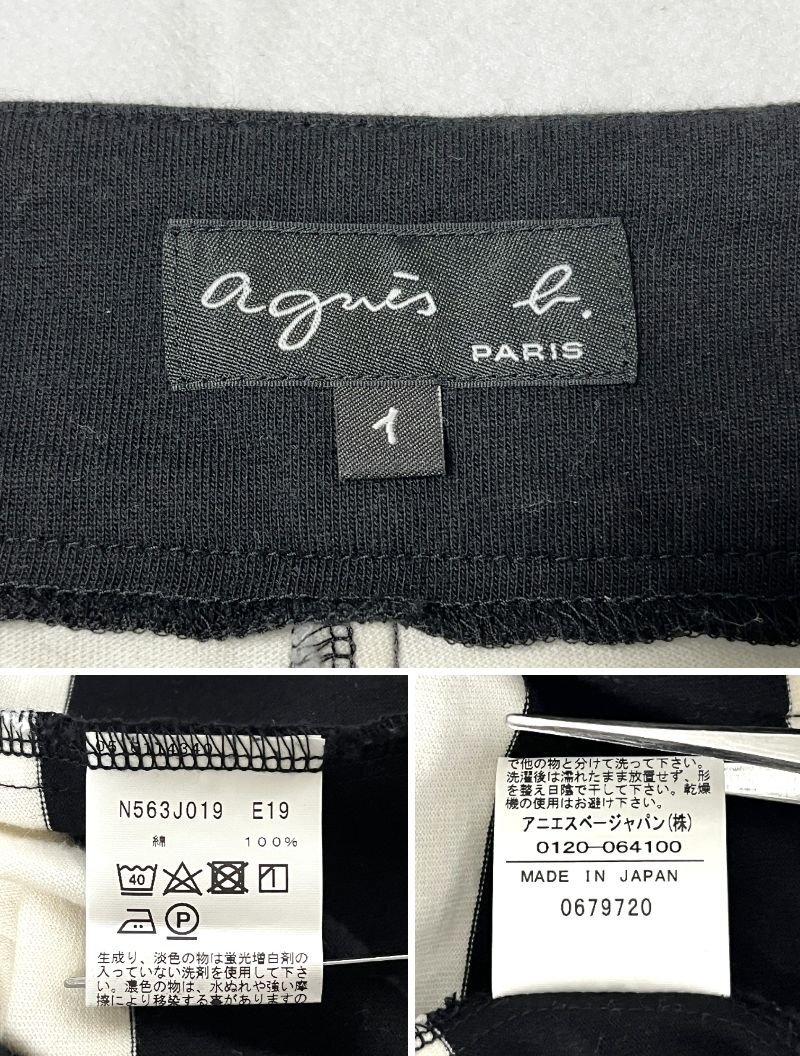 agnès b.
PARIS
1
N563J019 E19
綿 100%
40
P
生成り、淡色の物は蛍光増白剤の
入っていない洗剤を使用して下さ
い。濃色の物は、水ぬれや強い摩
擦により移染する事がありますの
で他の物と分けて洗って下さい。
洗濯後は濡れたまま放置せず、形
を整え日陰で干して下さい。乾燥
機の使用はお避け下さい。
アニエスベージャパン(株)
0120-064100
MADE IN JAPAN
0679720